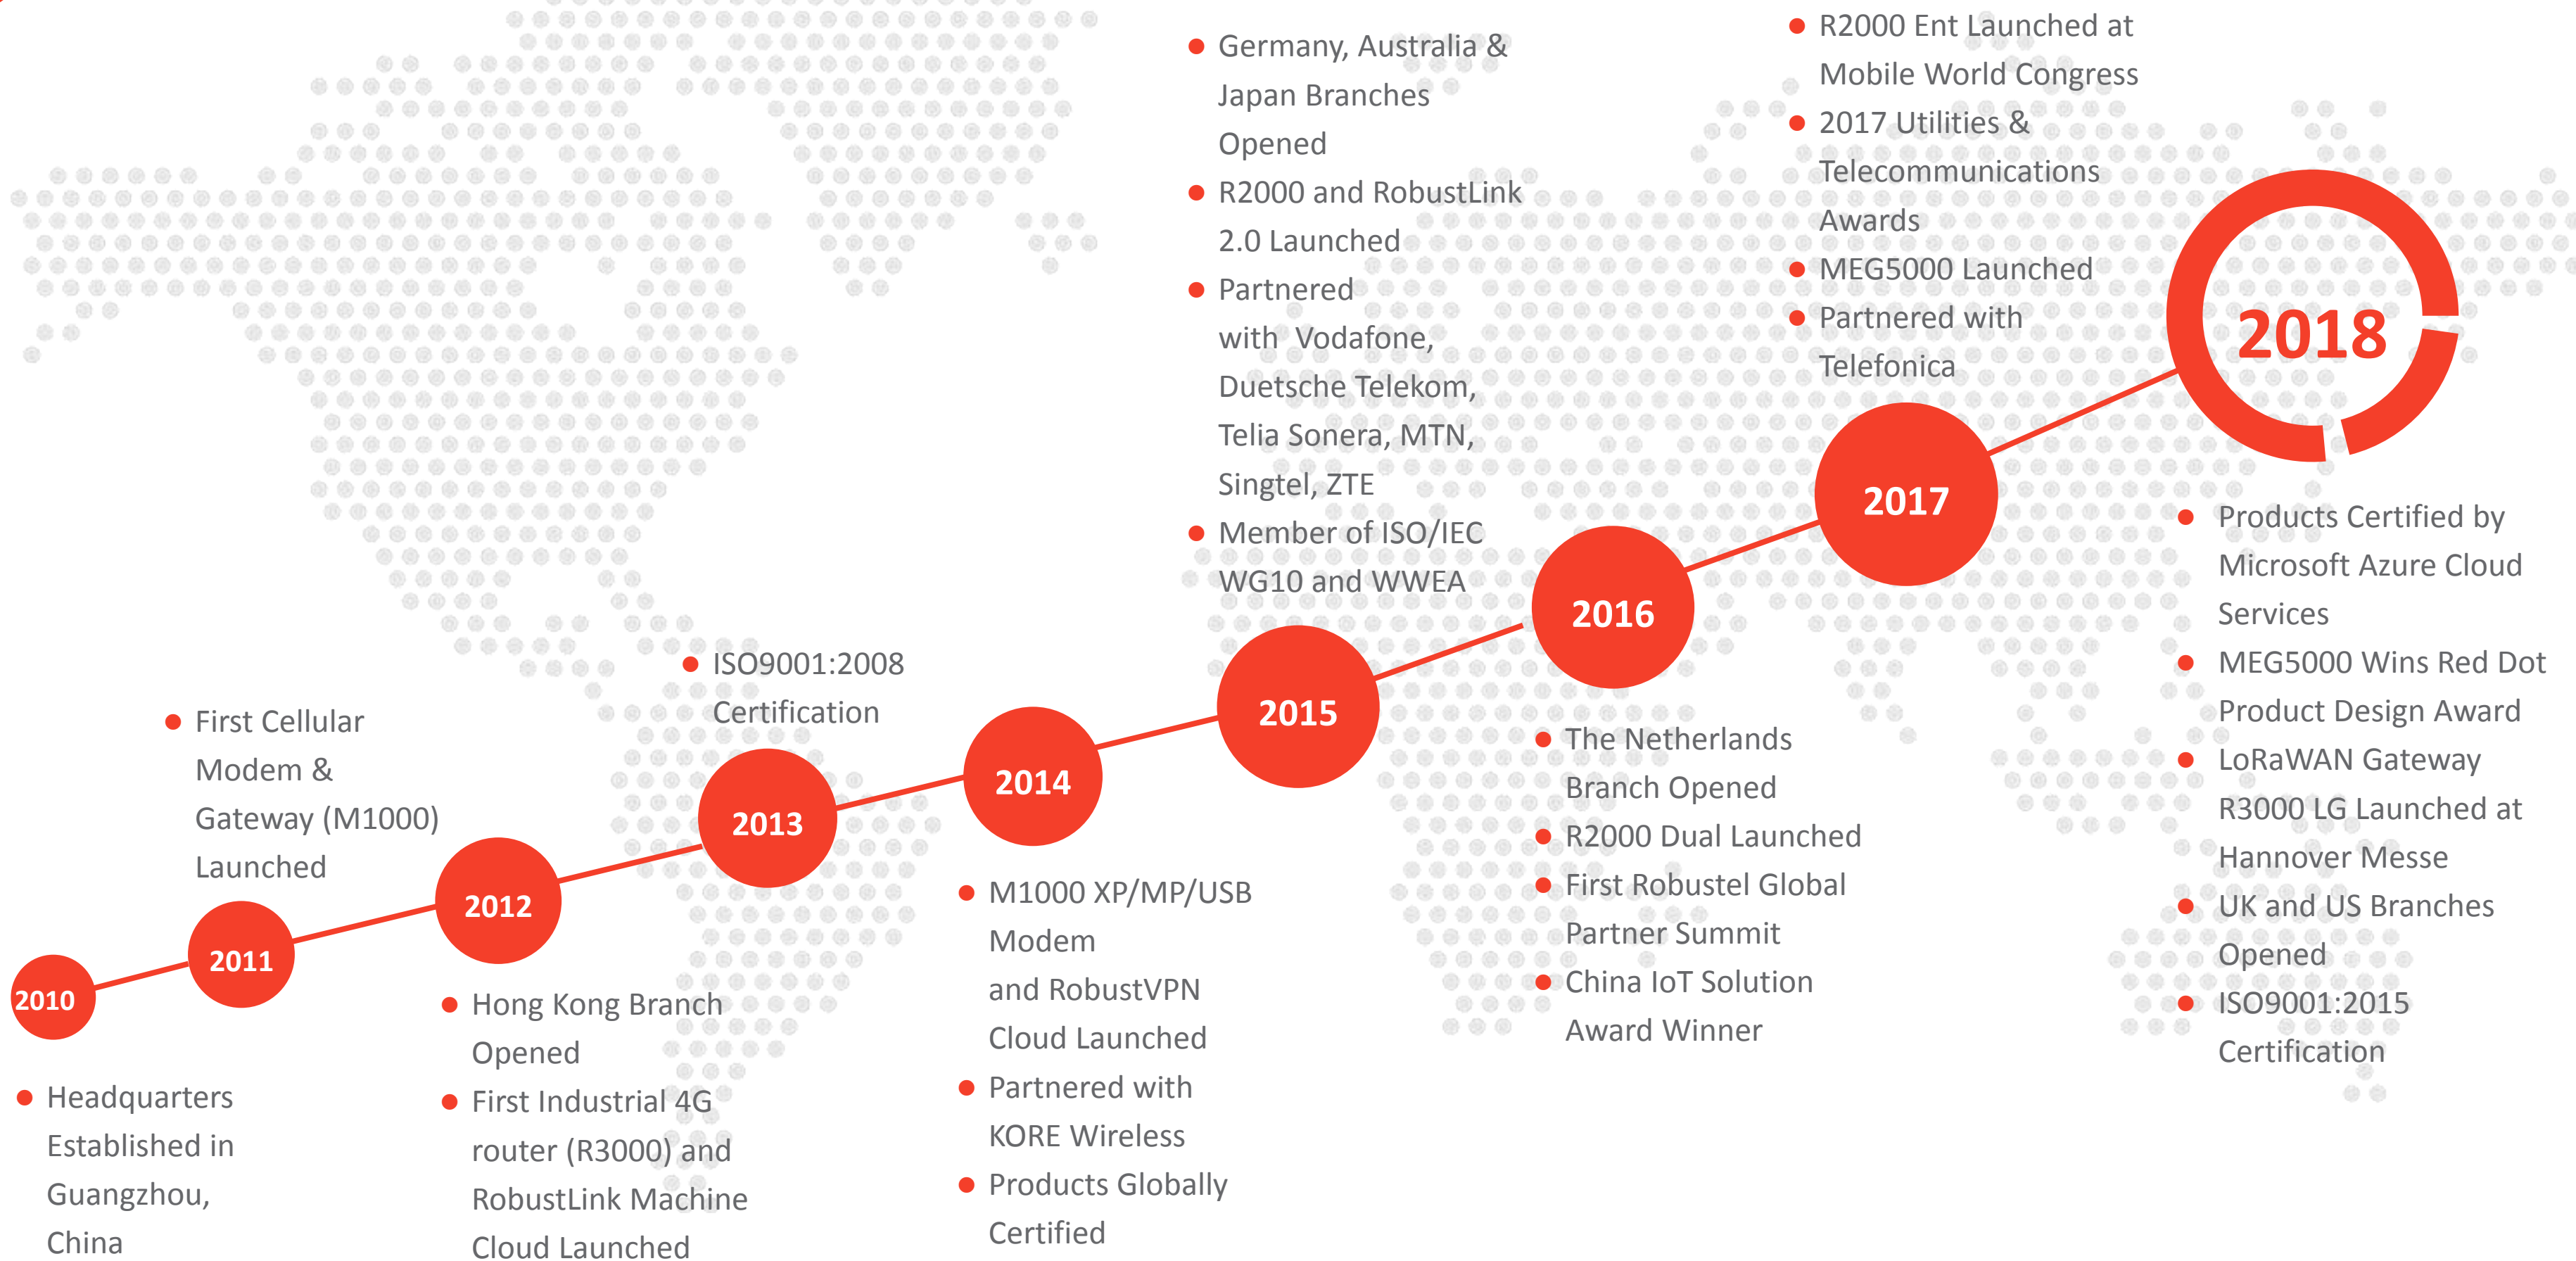 2010
Headquarters
Established in
Guangzhou,
China
First Cellular
Modem &
Gateway (M1000)
Launched
2011
2012
Hong Kong Branch
Opened
First Industrial 4G
router (R3000) and
RobustLink Machine
Cloud Launched
ISO9001:2008
Certification
2013
2014
M1000 XP/MP/USB
Modem
and RobustVPN
Cloud Launched
Partnered with
KORE Wireless
Products Globally
Certified
Germany, Australia &
Japan Branches
Opened
R2000 and RobustLink
2.0 Launched
Partnered
with Vodafone,
Duetsche Telekom,
Telia Sonera, MTN,
Singtel, ZTE
Member of ISO/IEC
WG10 and WWEA
2015
2016
The Netherlands
Branch Opened
R2000 Dual Launched
First Robustel Global
Partner Summit
China IoT Solution
Award Winner
R2000 Ent Launched at
Mobile World Congress
2017 Utilities &
Telecommunications
Awards
MEG5000 Launched
Partnered with
Telefonica
2017
2018
Products Certified by
Microsoft Azure Cloud
Services
MEG5000 Wins Red Dot
Product Design Award
LoRaWAN Gateway
R3000 LG Launched at
Hannover Messe
UK and US Branches
Opened
ISO9001:2015
Certification